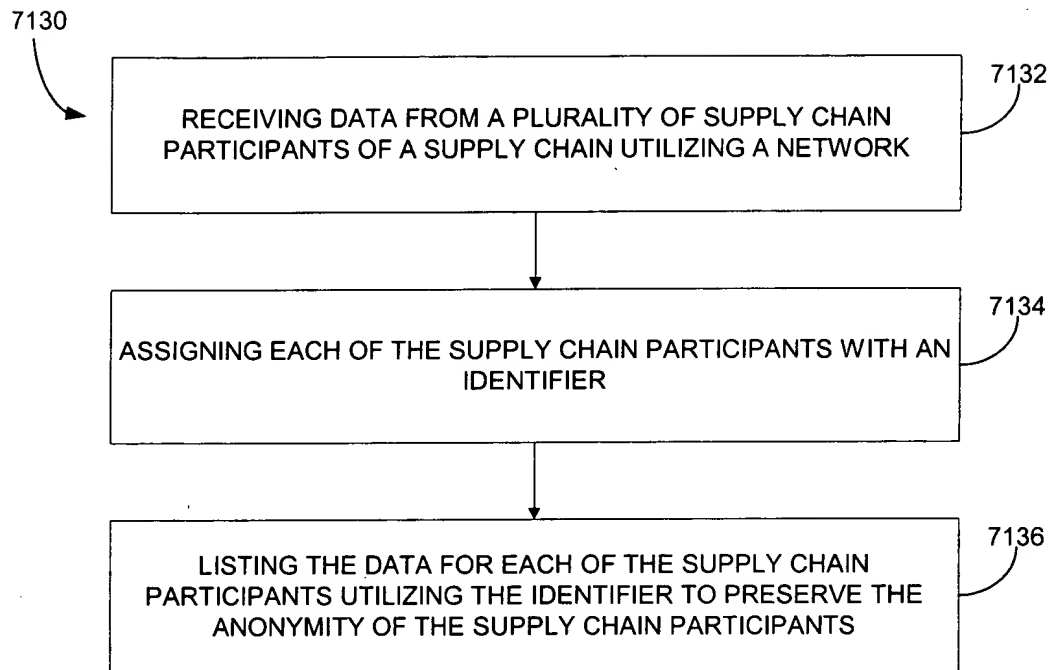 7130
7132
RECEIVING DATA FROM A PLURALITY OF SUPPLY CHAIN
PARTICIPANTS OF A SUPPLY CHAIN UTILIZING A NETWORK
7134
ASSIGNING EACH OF THE SUPPLY CHAIN PARTICIPANTS WITH AN
IDENTIFIER
7136
LISTING THE DATA FOR EACH OF THE SUPPLY CHAIN
PARTICIPANTS UTILIZING THE IDENTIFIER TO PRESERVE THE
ANONYMITY OF THE SUPPLY CHAIN PARTICIPANTS